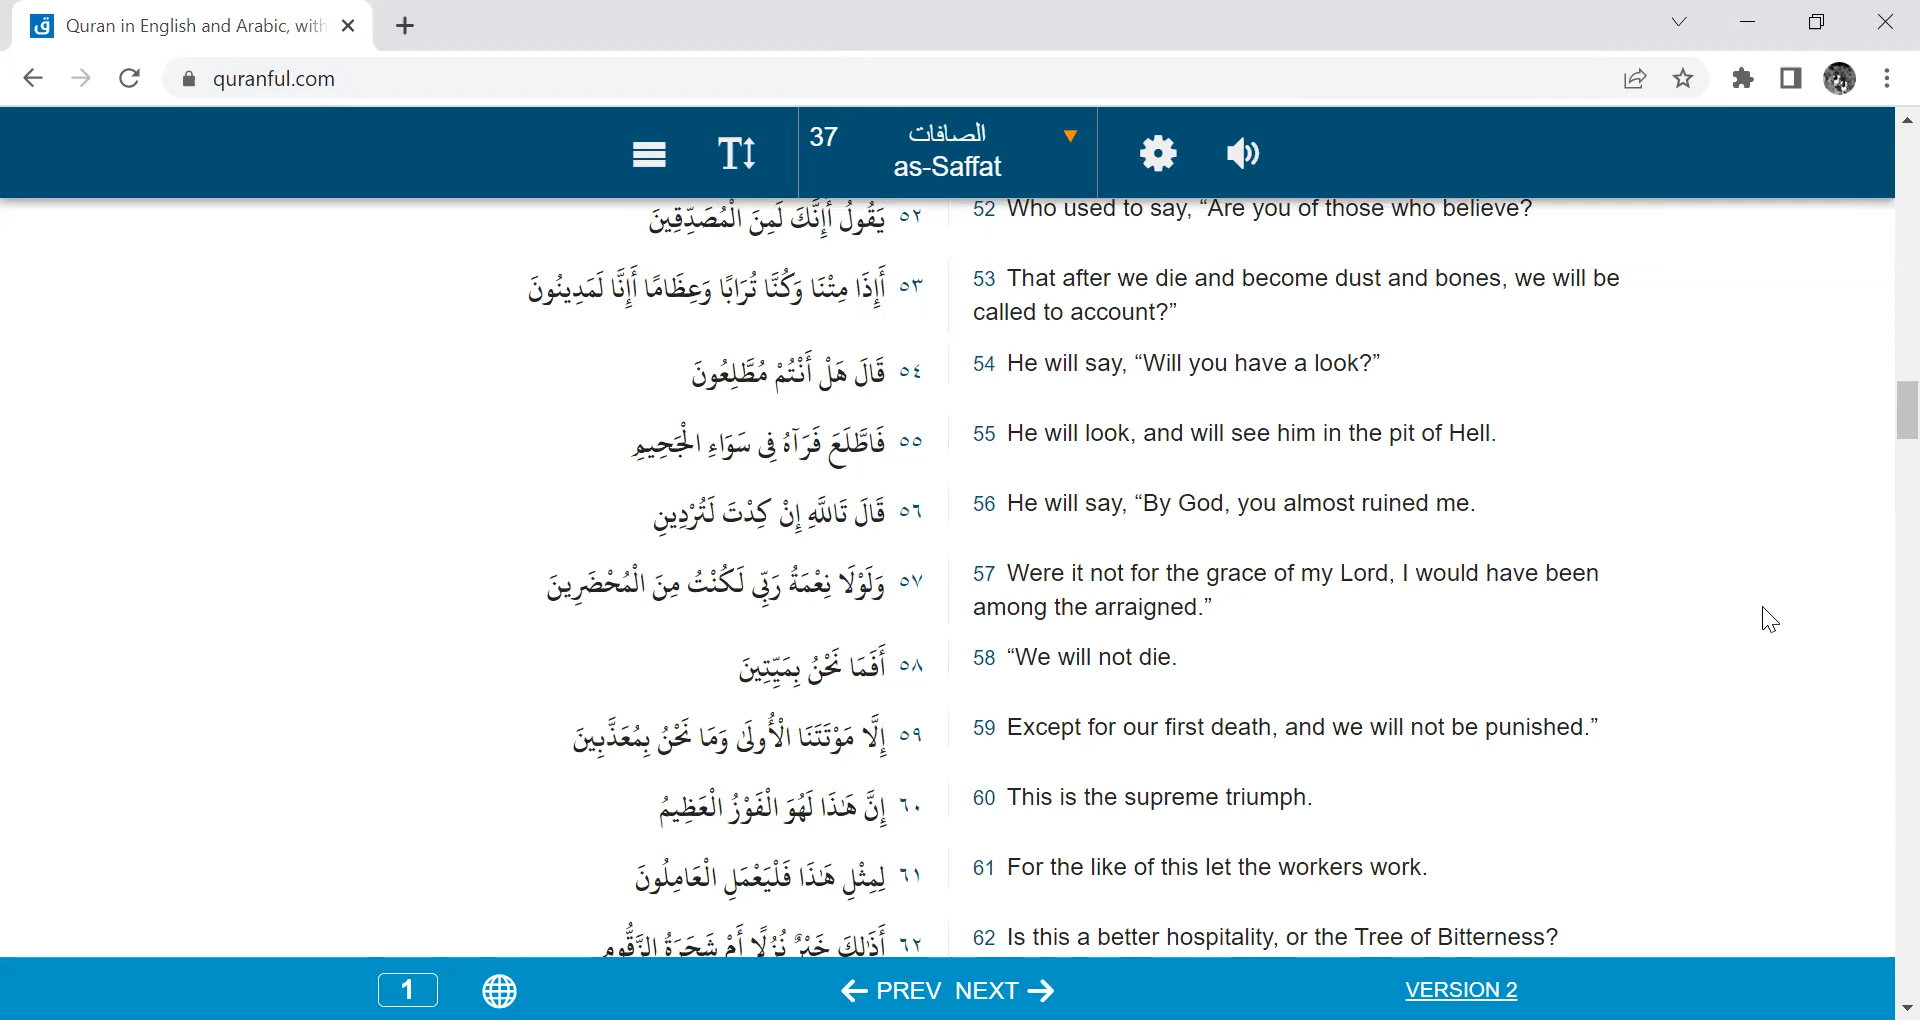 Quran in English and Arabic, with
quranful.com
37
الصافات
as-Saffat
٥٢ يَقُولُ أَإِنَّكَ لَمِنَ الْمُصَدِّقِينَ
52 Who used to say, “Are you of those who believe?
٥٣ أَإِذَا مِتْنَا وَكُنَّا تُرَابًا وَعِظَامًا أَإِنَّا لَمَدِينُونَ
53 That after we die and become dust and bones, we will be
called to account?”
٥٤ قَالَ هَلْ أَنْتُمْ مُطَّلِعُونَ
54 He will say, “Will you have a look?”
٥٥ فَاطَّلَعَ فَرَآهُ فِي سَوَاءِ الْجَحِيمِ
55 He will look, and will see him in the pit of Hell.
٥٦ قَالَ تَاللَّهِ إِنْ كِدْتَ لَتُرْدِينِ
56 He will say, “By God, you almost ruined me.
٥٧ وَلَوْلَا نِعْمَةُ رَبِّي لَكُنْتُ مِنَ الْمُحْضَرِينَ
57 Were it not for the grace of my Lord, I would have been
among the arraigned.”
٥٨ أَفَمَا نَحْنُ بِمَيِّتِينَ
58 “We will not die.
٥٩ إِلَّا مَوْتَتَنَا الْأُولَىٰ وَمَا نَحْنُ بِمُعَذَّبِينَ
59 Except for our first death, and we will not be punished.”
٦٠ إِنَّ هَٰذَا لَهُوَ الْفَوْزُ الْعَظِيمُ
60 This is the supreme triumph.
٦١ لِمِثْلِ هَٰذَا فَلْيَعْمَلِ الْعَامِلُونَ
61 For the like of this let the workers work.
٦٢ أَذَٰلِكَ خَيْرٌ نُزُلًا أَمْ شَجَرَةُ الزَّقُّومِ
62 Is this a better hospitality, or the Tree of Bitterness?
1
PREV NEXT
VERSION 2